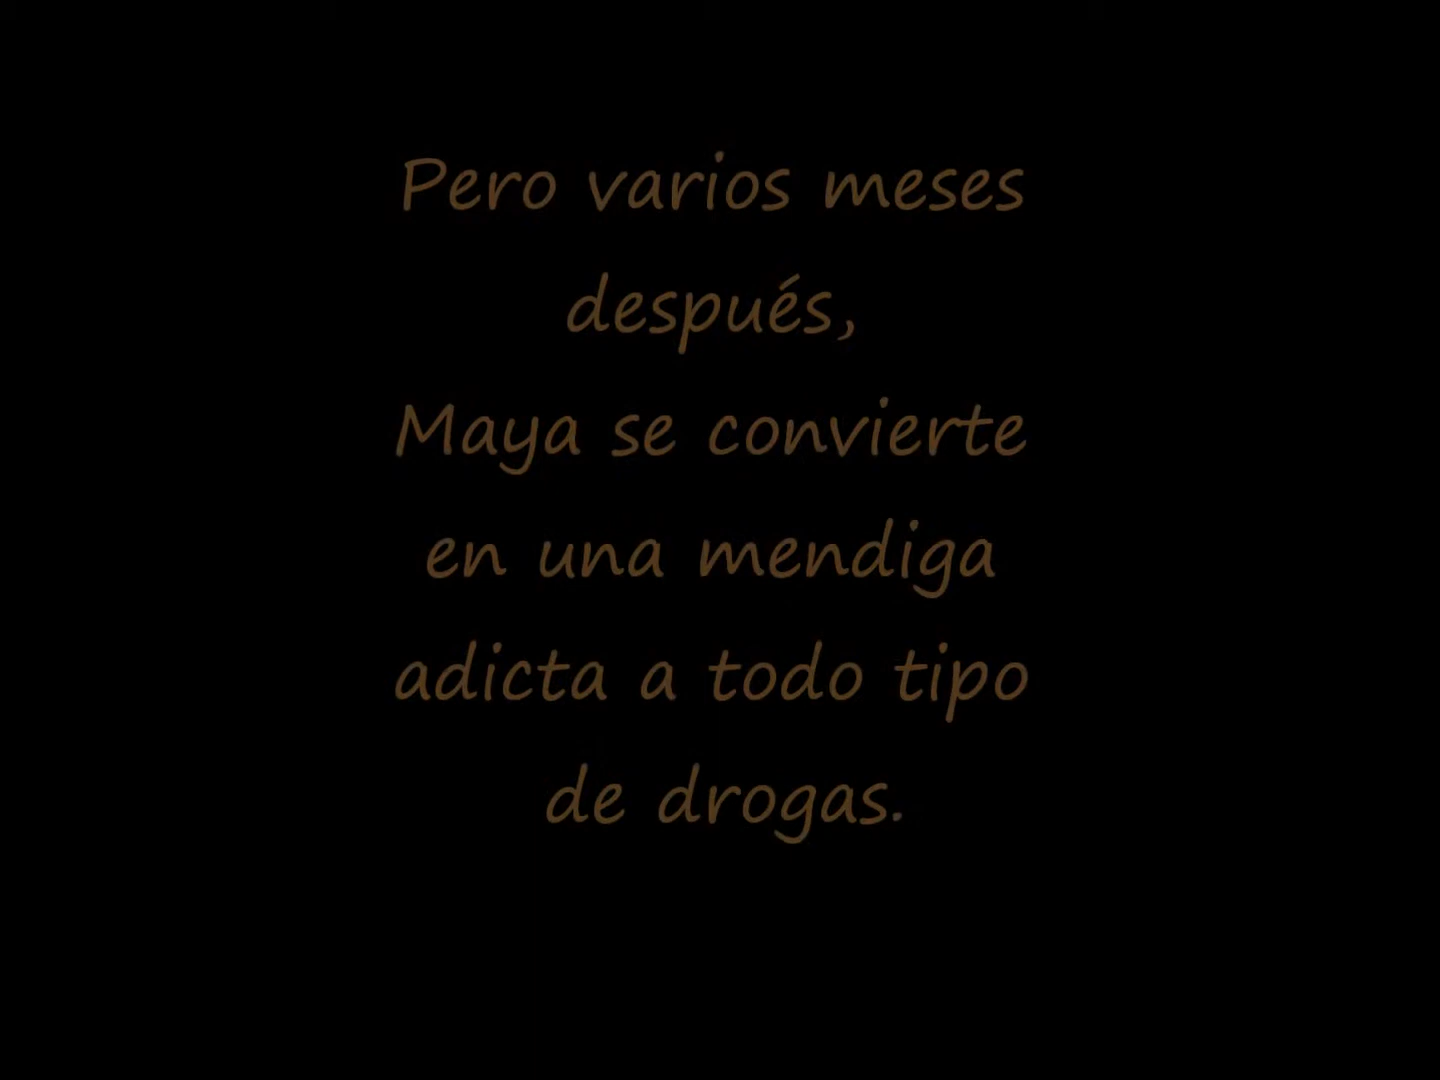 Pero varios meses
después,
Maya se convierte
en una mendiga
adicta a todo tipo
de drogas.